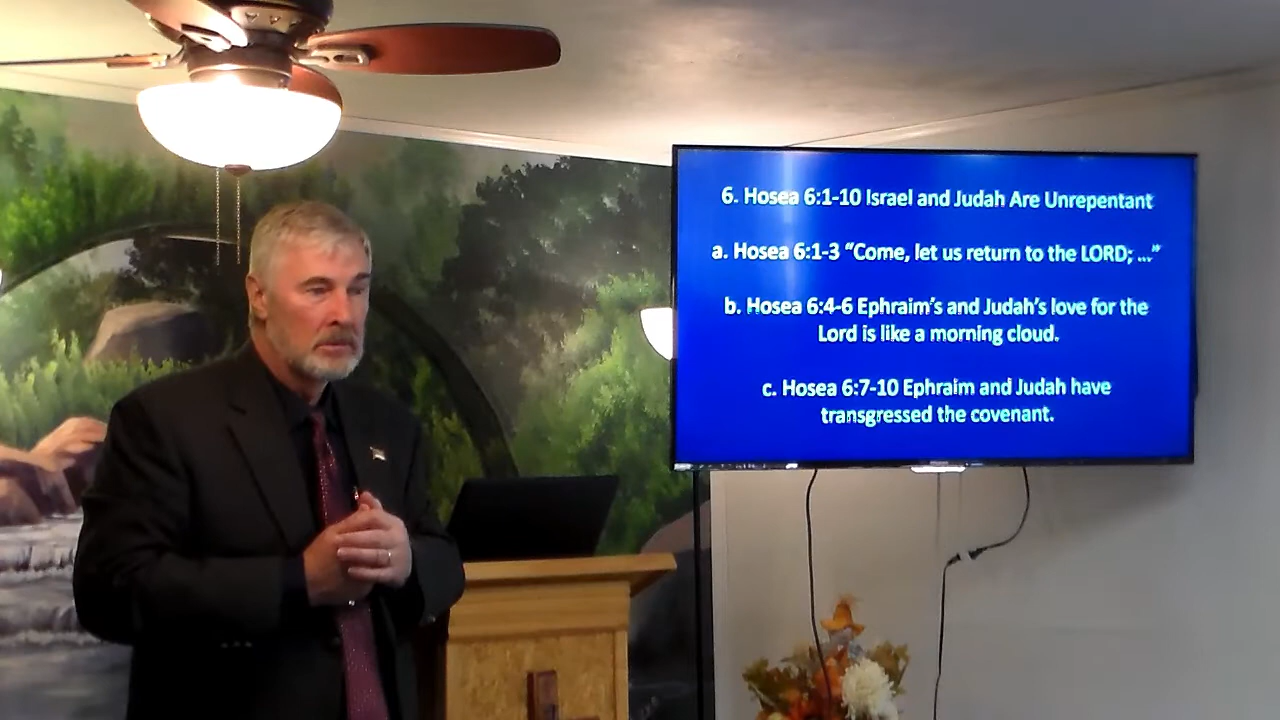 6. Hosea 6:1-10 Israel and Judah Are Unrepentant
a. Hosea 6:1-3 “Come, let us return to the LORD; ...”
b. Hosea 6:4-6 Ephraim’s and Judah’s love for the
Lord is like a morning cloud.
c. Hosea 6:7-10 Ephraim and Judah have
transgressed the covenant.